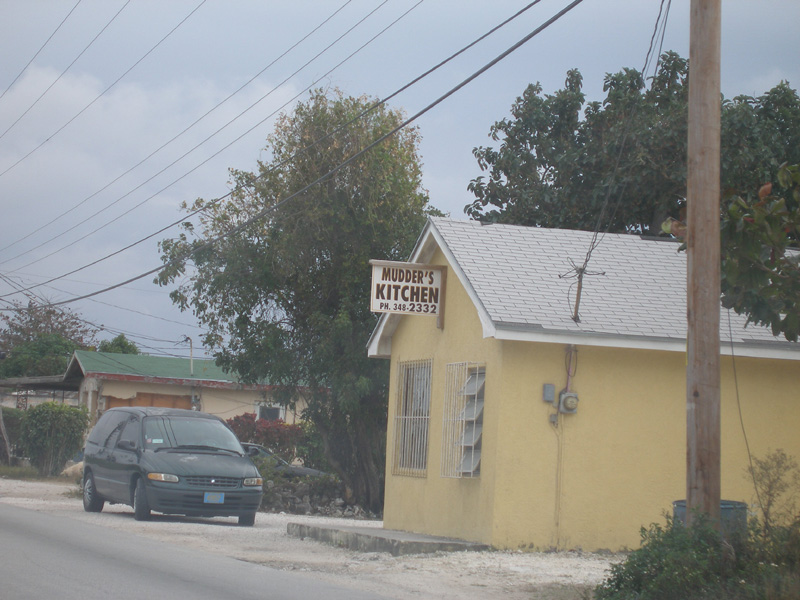 MUDDER'S
KITCHEN
PH. 348-2332